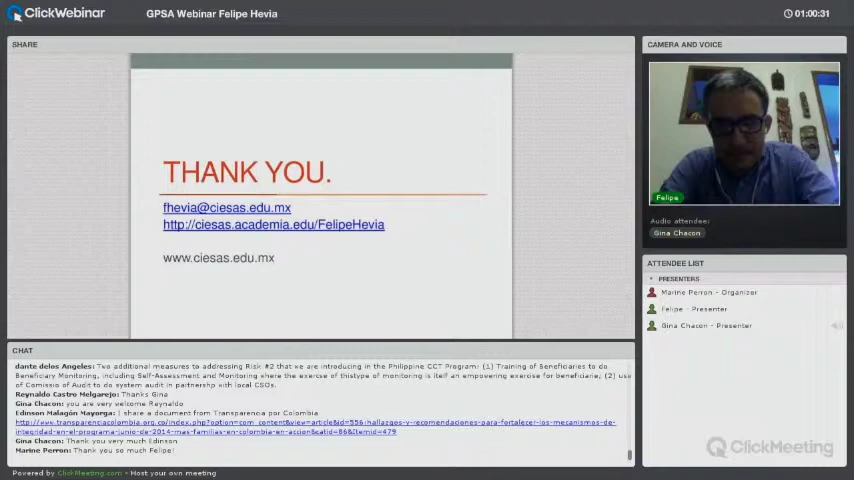 ClickWebinar
GPSA Webinar Felipe Hevia
01:00:31
SHARE
THANK YOU.
fhevia@ciesas.edu.mx
http://ciesas.academia.edu/FelipeHevia
www.ciesas.edu.mx
CAMERA AND VOICE
Felipe
Audio attendee:
Gina Chacon
ATTENDEE LIST
PRESENTERS
Marine Perron - Organizer
Felipe - Presenter
Gina Chacon - Presenter
CHAT
dante delos Angeles: Two additional measures to addressing Risk #2 that we are introducing in the Philippine CCT Program: (1) Training of Beneficiaries to do
Beneficiary Monitoring, including Self-Assessment and Monitoring where the exercse of thistype of monitoring is itself an empowering exercise for beneficiarie; (2) use
of Comissio of Audit to do system audit in partnership with local CSOs.
Reynaldo Castro Melgarejo: Thanks Gina
Gina Chacon: you are very welcome Reynaldo
Edinson Malagón Mayorga: I share a document from Transparencia por Colombia
http://www.transparenciacolombia.org.co/index.php?option=com_content&view=article&id=556:hallazgos-y-recomendaciones-para-fortalecer-los-mecanismos-de-
integridad-en-el-programa-junio-de-2014-mas-familias-en-colombia-en-accion&catid=86&Itemid=479
Gina Chacon: Thank you very much Edinson
Marine Perron: Thank you so much Felipe!
ClickMeeting
Powered by ClickMeeting.com • Host your own meeting